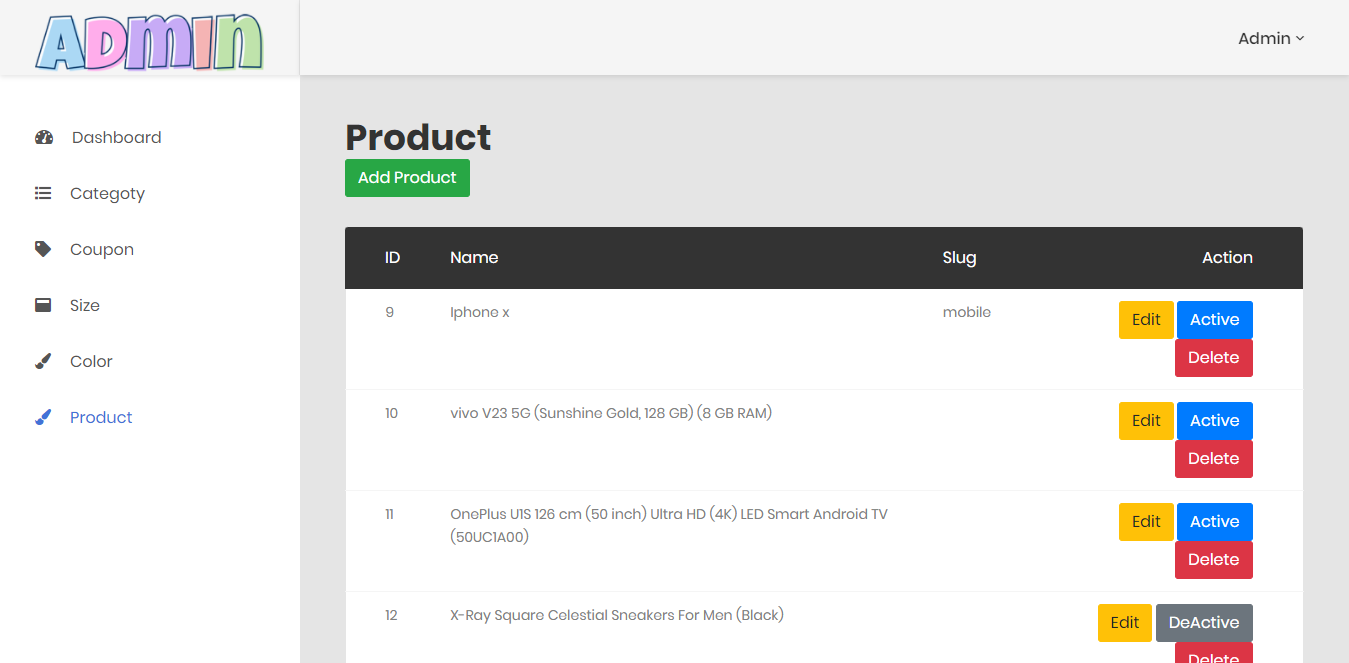 ADMIN
Admin
Dashboard
Categoty
Coupon
Size
Color
Product
Product
Add Product
ID Name Slug Action
9 Iphone x mobile Edit Active
Delete
10 vivo V23 5G (Sunshine Gold, 128 GB) (8 GB RAM) Edit Active
Delete
11 OnePlus U1S 126 cm (50 inch) Ultra HD (4K) LED Smart Android TV Edit Active
(50UC1A00)
Delete
12 X-Ray Square Celestial Sneakers For Men (Black) Edit DeActive
Delete